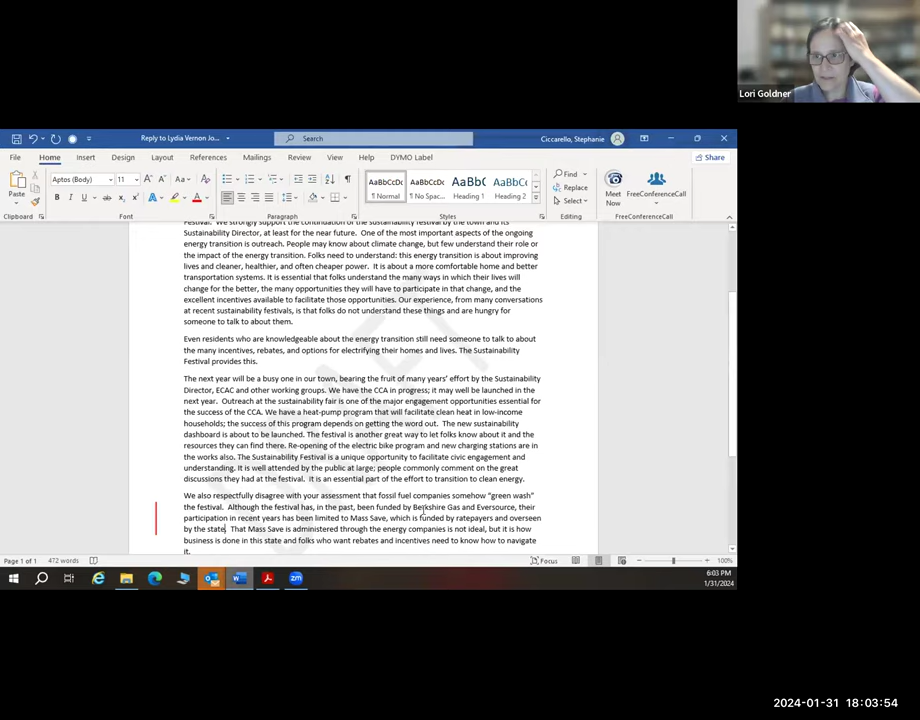 Lori Goldner
Reply to Lydia Vernon Jo...
Search
Ciccarello, Stephanie
File Home Insert Design Layout References Mailings Review View Help DYMO Label
Share
Paste
Aptos (Body) 11
Normal No Spac... Heading 1 Heading 2
Find
Replace
Select
Meet Now
FreeConferenceCall
Clipboard Font Paragraph Styles Editing FreeConferenceCall
Festival. We strongly support the continuation of the Sustainability festival by the town and its
Sustainability Director, at least for the near future. One of the most important aspects of the ongoing
energy transition is outreach. People may know about climate change, but few understand their role or
the impact of the energy transition. Folks need to understand: this energy transition is about improving
lives and cleaner, healthier, and often cheaper power. It is about a more comfortable home and better
transportation systems. It is essential that folks understand the many ways in which their lives will
change for the better, the many opportunities they will have to participate in that change, and the
excellent incentives available to facilitate those opportunities. Our experience, from many conversations
at recent sustainability festivals, is that folks do not understand these things and are hungry for
someone to talk to about them.
Even residents who are knowledgeable about the energy transition still need someone to talk to about
the many incentives, rebates, and options for electrifying their homes and lives. The Sustainability
Festival provides this.
The next year will be a busy one in our town, bearing the fruit of many years' effort by the Sustainability
Director, ECAC and other working groups. We have the CCA in progress; it may well be launched in the
next year. Outreach at the sustainability fair is one of the major engagement opportunities essential for
the success of the CCA. We have a heat-pump program that will facilitate clean heat in low-income
households; the success of this program depends on getting the word out. The new sustainability
dashboard is about to be launched. The festival is another great way to let folks know about it and the
resources they can find there. Re-opening of the electric bike program and new charging stations are in
the works also. The Sustainability Festival is a unique opportunity to facilitate civic engagement and
understanding. It is well attended by the public at large; people commonly comment on the great
discussions they had at the festival. It is an essential part of the effort to transition to clean energy.
We also respectfully disagree with your assessment that fossil fuel companies somehow "green wash"
the festival. Although the festival has, in the past, been funded by Berkshire Gas and Eversource, their
participation in recent years has been limited to Mass Save, which is funded by ratepayers and overseen
by the state. That Mass Save is administered through the energy companies is not ideal, but it is how
business is done in this state and folks who want rebates and incentives need to know how to navigate
it.
Page 1 of 1 472 words
Focus
100%
6:03 PM
1/31/2024
2024-01-31 18:03:54